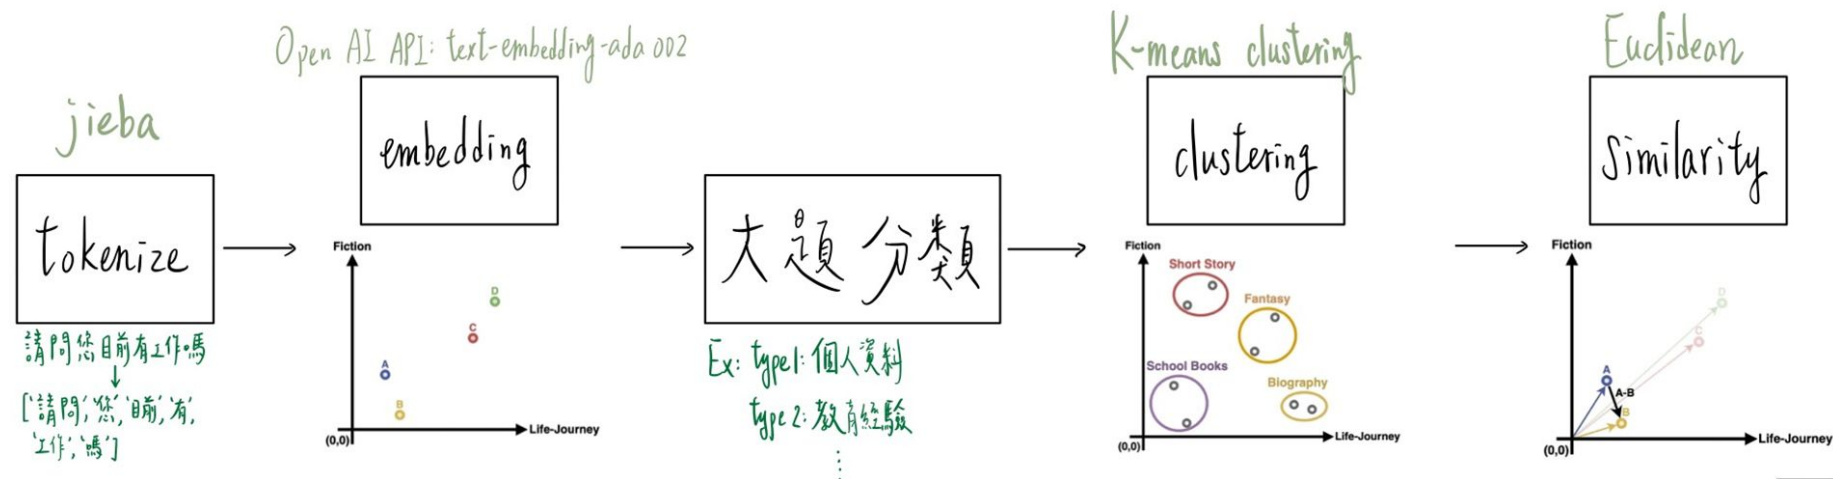 jieba
tokenize
請問您目前有工作嗎
['請問','您','目前','有',
'工作','嗎']
Open AI API: text-embedding-ada 002
embedding
Fiction
D
C
A
B
(0,0)
Life-Journey
大題分類
Ex: type1: 個人資料
type2: 教育經驗
K-means clustering
clustering
Fiction
Short Story
Fantasy
School Books
Biography
(0,0)
Life-Journey
Euclidean
Similarity
Fiction
D
C
A
A-B
B
(0,0)
Life-Journey